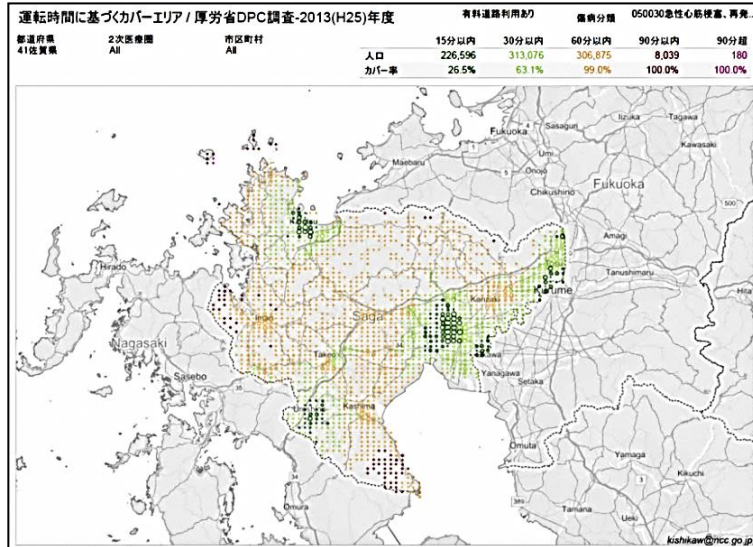 運転時間に基づくカバーエリア / 厚労省DPC調査-2013(H25)年度
有料道路利用あり 傷病分類 050030急性心筋梗塞、再発...
都道府県 2次医療圏 市区町村
41佐賀県 All All
15分以内 30分以内 60分以内 90分以内 90分超
人口 226,596 313,076 306,875 8,039 180
カバー率 26.5% 63.1% 99.0% 100.0% 100.0%
Iizuka
Tagawa
Sasaguri
Kawasaki
Fukuoka
Umi
Maebaru
Onojo
Chikushino
Fukuoka
Amagi
Hirado
Tanushimaru
Hita
Kanzaki
Kurume
Imari
Saga
Nagasaki
Takeo
Yanagawa
Sasebo
Setaka
Kashima
Omuta
Yamaga
Kikuchi
Omura
Tamana
Ueki
kishikaw@ncc.go.jp